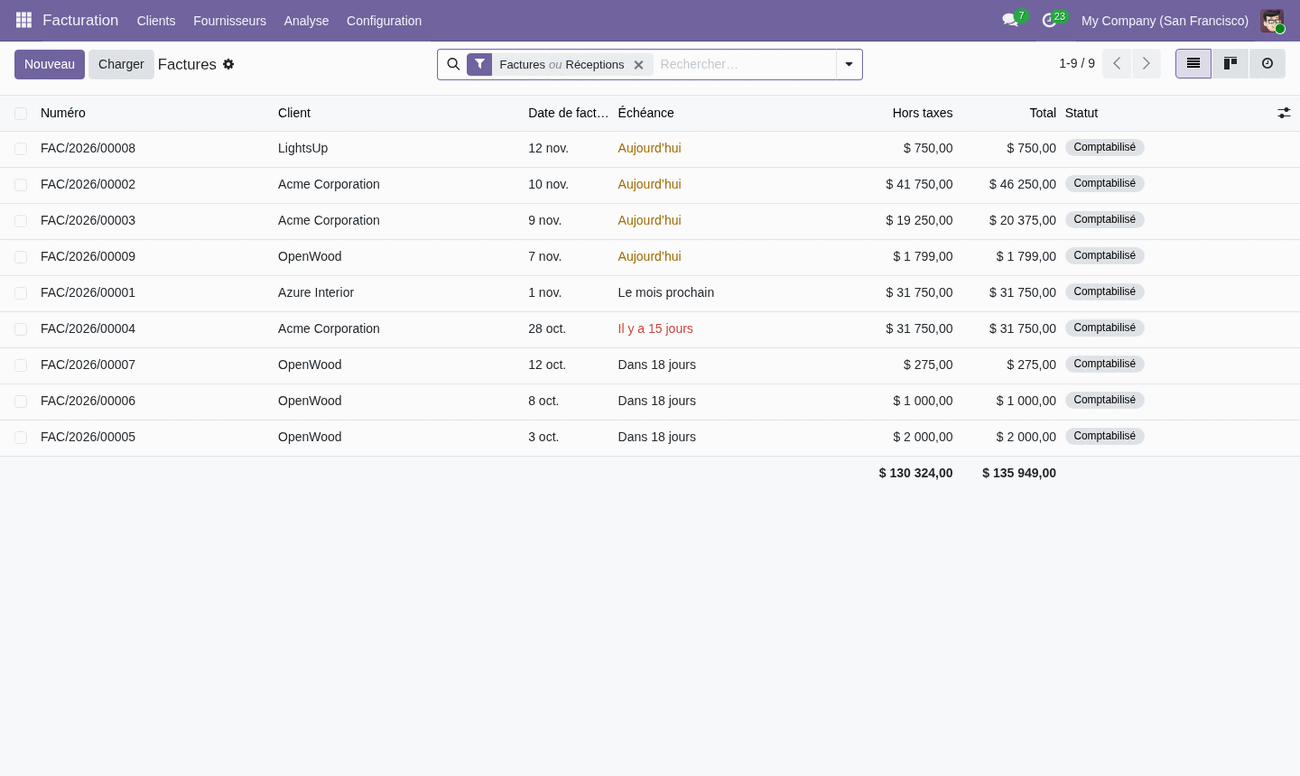 Facturation Clients Fournisseurs Analyse Configuration 7 23 My Company (San Francisco)
Nouveau Charger Factures Factures ou Réceptions Rechercher... 1-9 / 9
Numéro Client Date de fact... Échéance Hors taxes Total Statut
FAC/2026/00008 LightsUp 12 nov. Aujourd'hui $ 750,00 $ 750,00 Comptabilisé
FAC/2026/00002 Acme Corporation 10 nov. Aujourd'hui $ 41 750,00 $ 46 250,00 Comptabilisé
FAC/2026/00003 Acme Corporation 9 nov. Aujourd'hui $ 19 250,00 $ 20 375,00 Comptabilisé
FAC/2026/00009 OpenWood 7 nov. Aujourd'hui $ 1 799,00 $ 1 799,00 Comptabilisé
FAC/2026/00001 Azure Interior 1 nov. Le mois prochain $ 31 750,00 $ 31 750,00 Comptabilisé
FAC/2026/00004 Acme Corporation 28 oct. Il y a 15 jours $ 31 750,00 $ 31 750,00 Comptabilisé
FAC/2026/00007 OpenWood 12 oct. Dans 18 jours $ 275,00 $ 275,00 Comptabilisé
FAC/2026/00006 OpenWood 8 oct. Dans 18 jours $ 1 000,00 $ 1 000,00 Comptabilisé
FAC/2026/00005 OpenWood 3 oct. Dans 18 jours $ 2 000,00 $ 2 000,00 Comptabilisé
$ 130 324,00 $ 135 949,00